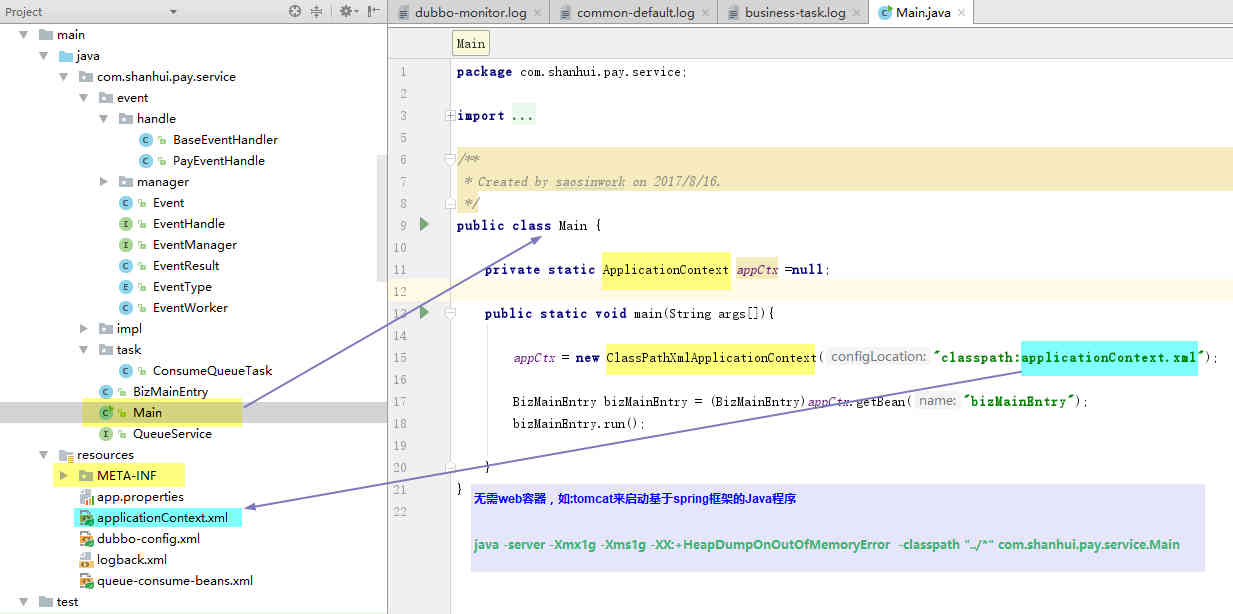 Project
main
java
com.shanhui.pay.service
event
handle
BaseEventHandler
PayEventHandle
manager
Event
EventHandle
EventManager
EventResult
EventType
EventWorker
impl
task
ConsumeQueueTask
BizMainEntry
Main
QueueService
resources
META-INF
app.properties
applicationContext.xml
dubbo-config.xml
logback.xml
queue-consume-beans.xml
test
dubbo-monitor.log
common-default.log
business-task.log
Main.java
Main
1 package com.shanhui.pay.service;
2
3 import ...
5
6 /**
7 * Created by saosinwork on 2017/8/16.
8 */
9 public class Main {
10
11 private static ApplicationContext appCtx =null;
12
13 public static void main(String args[]){
14
15 appCtx = new ClassPathXmlApplicationContext( configLocation: "classpath:applicationContext.xml");
16
17 BizMainEntry bizMainEntry = (BizMainEntry)appCtx.getBean( name: "bizMainEntry");
18 bizMainEntry.run();
19
20 }
21 }
22
无需web容器，如:tomcat来启动基于spring框架的Java程序
java -server -Xmx1g -Xms1g -XX:+HeapDumpOnOutOfMemoryError -classpath "../*" com.shanhui.pay.service.Main